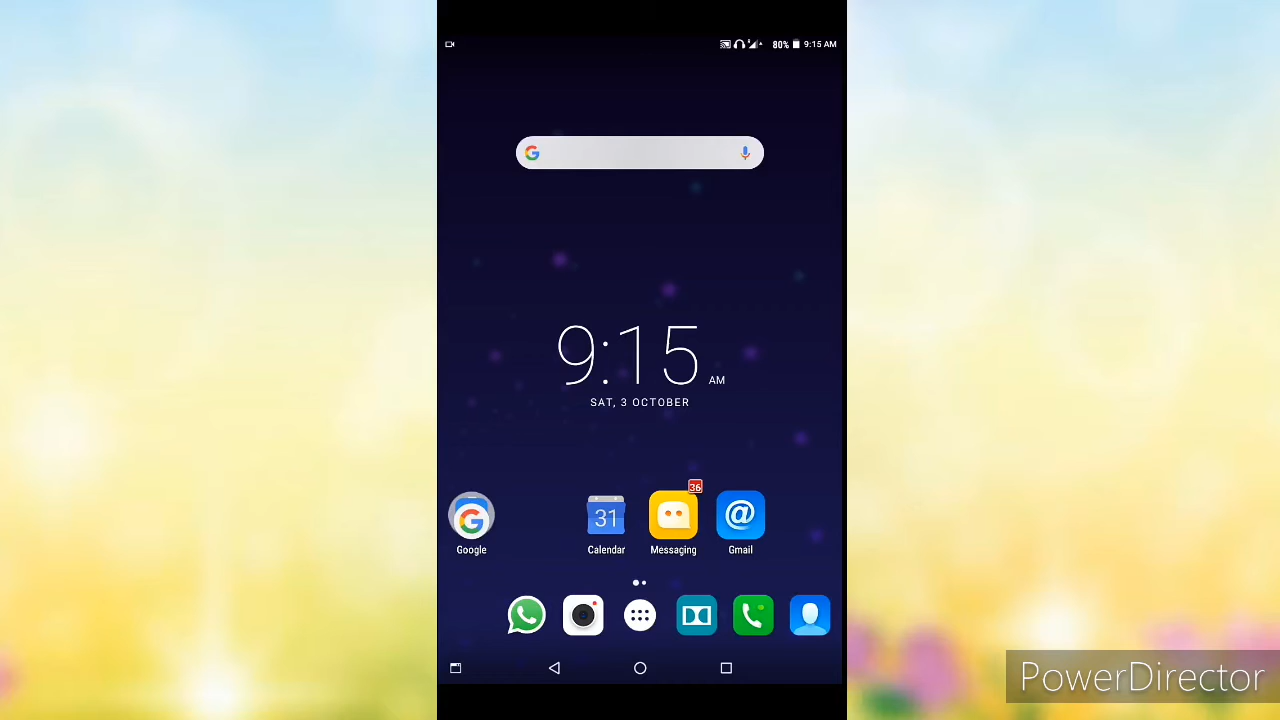 80% 9:15 AM
9:15 AM
SAT, 3 OCTOBER
36
31
Google
Calendar
Messaging
Gmail
PowerDirector